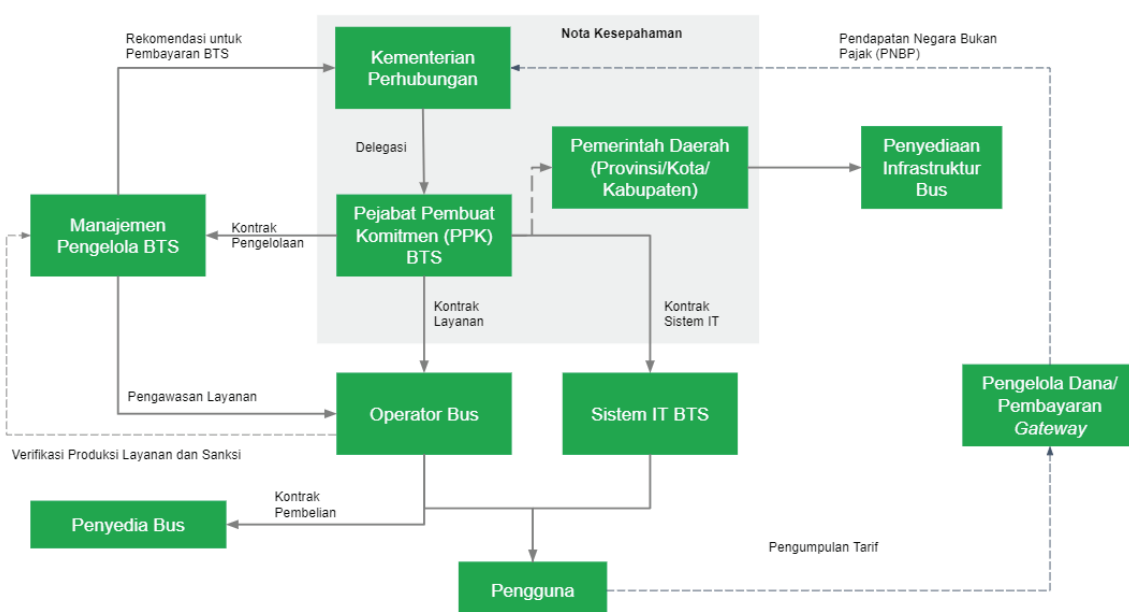 Rekomendasi untuk
Pembayaran BTS
Nota Kesepahaman
Pendapatan Negara Bukan
Pajak (PNBP)
Kementerian
Perhubungan
Delegasi
Pemerintah Daerah
(Provinsi/Kota/
Kabupaten)
Penyediaan
Infrastruktur
Bus
Manajemen
Pengelola BTS
Kontrak
Pengelolaan
Pejabat Pembuat
Komitmen (PPK)
BTS
Kontrak
Layanan
Kontrak
Sistem IT
Pengawasan Layanan
Operator Bus
Sistem IT BTS
Pengelola Dana/
Pembayaran
Gateway
Verifikasi Produksi Layanan dan Sanksi
Kontrak
Pembelian
Penyedia Bus
Pengumpulan Tarif
Pengguna